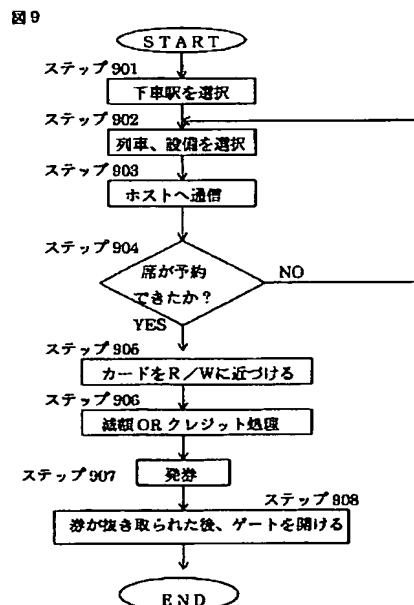 図9
START
ステップ901
下車駅を選択
ステップ902
列車、設備を選択
ステップ903
ホストへ通信
ステップ904
席が予約
できたか?
NO
YES
ステップ905
カードをR/Wに近づける
ステップ906
減額ORクレジット処理
ステップ907
発券
ステップ908
券が抜き取られた後、ゲートを開ける
END